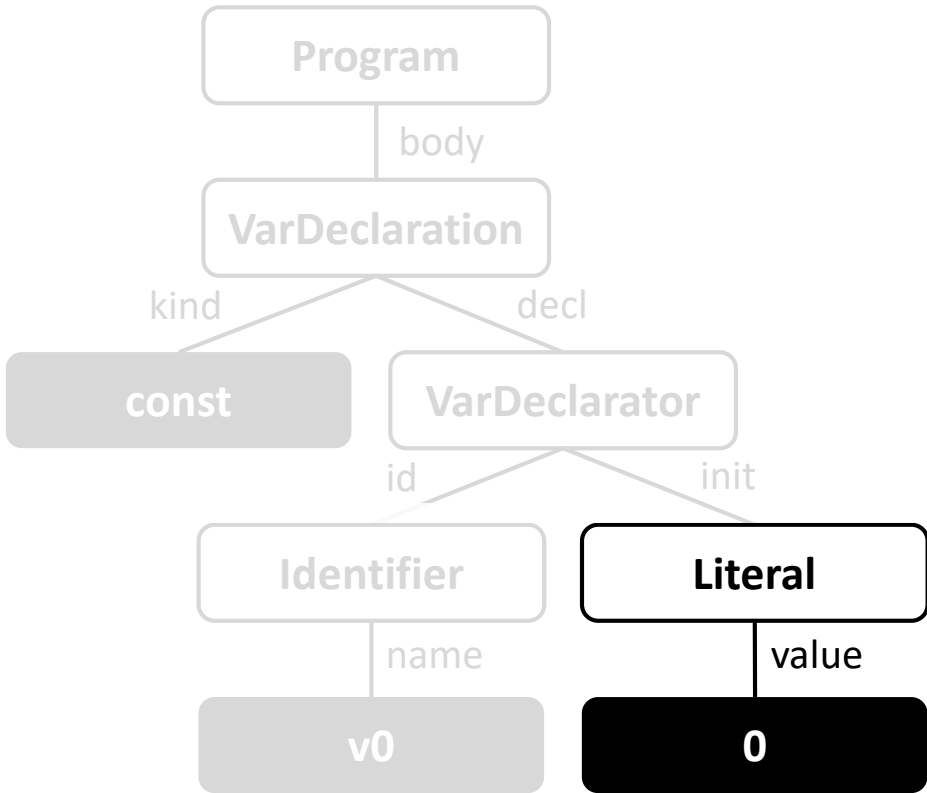 Program
body
VarDeclaration
kind
decl
const
VarDeclarator
id
init
Identifier
Literal
name
value
v0
0